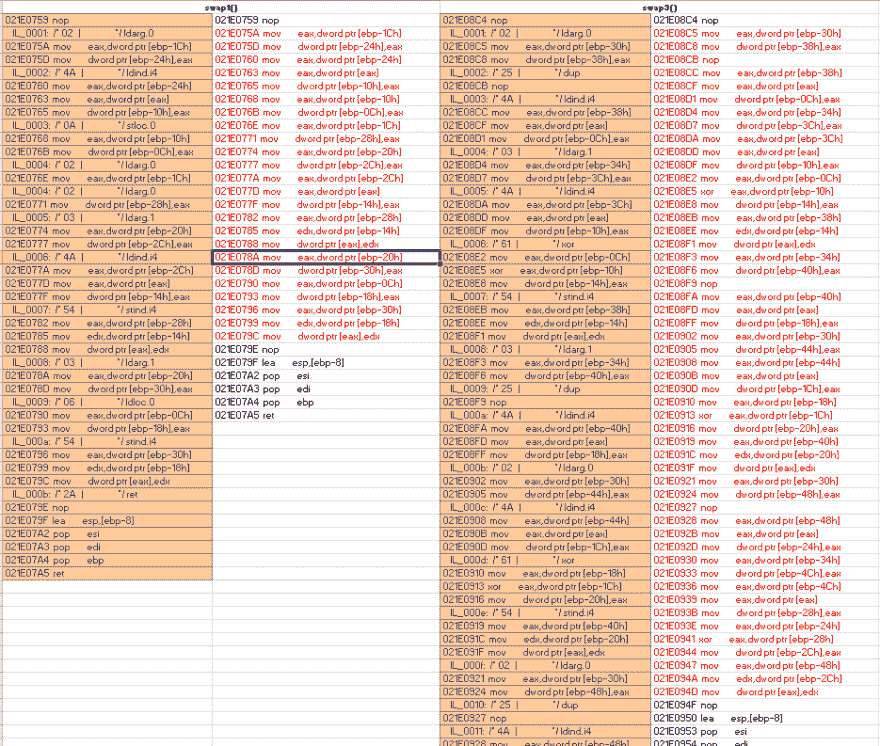 swap1()
021E0759 nop
IL_0001: /* 02 | */ ldarg.0
021E075A mov eax,dword ptr [ebp-1Ch]
021E075D mov dword ptr [ebp-24h],eax
IL_0002: /* 4A | */ ldind.i4
021E0760 mov eax,dword ptr [ebp-24h]
021E0763 mov eax,dword ptr [eax]
021E0765 mov dword ptr [ebp-10h],eax
IL_0003: /* 0A | */ stloc.0
021E0768 mov eax,dword ptr [ebp-10h]
021E076B mov dword ptr [ebp-0Ch],eax
IL_0004: /* 02 | */ ldarg.0
021E076E mov eax,dword ptr [ebp-1Ch]
IL_0004: /* 02 | */ ldarg.0
021E0771 mov dword ptr [ebp-28h],eax
IL_0005: /* 03 | */ ldarg.1
021E0774 mov eax,dword ptr [ebp-20h]
021E0777 mov dword ptr [ebp-2Ch],eax
IL_0006: /* 4A | */ ldind.i4
021E077A mov eax,dword ptr [ebp-2Ch]
021E077D mov eax,dword ptr [eax]
021E077F mov dword ptr [ebp-14h],eax
IL_0007: /* 54 | */ stind.i4
021E0782 mov eax,dword ptr [ebp-28h]
021E0785 mov edx,dword ptr [ebp-14h]
021E0788 mov dword ptr [eax],edx
IL_0008: /* 03 | */ ldarg.1
021E078A mov eax,dword ptr [ebp-20h]
021E078D mov dword ptr [ebp-30h],eax
IL_0009: /* 06 | */ ldloc.0
021E0790 mov eax,dword ptr [ebp-0Ch]
021E0793 mov dword ptr [ebp-18h],eax
IL_000a: /* 54 | */ stind.i4
021E0796 mov eax,dword ptr [ebp-30h]
021E0799 mov edx,dword ptr [ebp-18h]
021E079C mov dword ptr [eax],edx
IL_000b: /* 2A | */ ret
021E079E nop
021E079F lea esp,[ebp-8]
021E07A2 pop esi
021E07A3 pop edi
021E07A4 pop ebp
021E07A5 ret
021E0759 nop
021E075A mov eax,dword ptr [ebp-1Ch]
021E075D mov dword ptr [ebp-24h],eax
021E0760 mov eax,dword ptr [ebp-24h]
021E0763 mov eax,dword ptr [eax]
021E0765 mov dword ptr [ebp-10h],eax
021E0768 mov eax,dword ptr [ebp-10h]
021E076B mov dword ptr [ebp-0Ch],eax
021E076E mov eax,dword ptr [ebp-1Ch]
021E0771 mov dword ptr [ebp-28h],eax
021E0774 mov eax,dword ptr [ebp-20h]
021E0777 mov dword ptr [ebp-2Ch],eax
021E077A mov eax,dword ptr [ebp-2Ch]
021E077D mov eax,dword ptr [eax]
021E077F mov dword ptr [ebp-14h],eax
021E0782 mov eax,dword ptr [ebp-28h]
021E0785 mov edx,dword ptr [ebp-14h]
021E0788 mov dword ptr [eax],edx
021E078A mov eax,dword ptr [ebp-20h]
021E078D mov dword ptr [ebp-30h],eax
021E0790 mov eax,dword ptr [ebp-0Ch]
021E0793 mov dword ptr [ebp-18h],eax
021E0796 mov eax,dword ptr [ebp-30h]
021E0799 mov edx,dword ptr [ebp-18h]
021E079C mov dword ptr [eax],edx
021E079E nop
021E079F lea esp,[ebp-8]
021E07A2 pop esi
021E07A3 pop edi
021E07A4 pop ebp
021E07A5 ret
swap3()
021E08C4 nop
IL_0001: /* 02 | */ ldarg.0
021E08C5 mov eax,dword ptr [ebp-30h]
021E08C8 mov dword ptr [ebp-38h],eax
IL_0002: /* 25 | */ dup
021E08CB nop
IL_0003: /* 4A | */ ldind.i4
021E08CC mov eax,dword ptr [ebp-38h]
021E08CF mov eax,dword ptr [eax]
021E08D1 mov dword ptr [ebp-0Ch],eax
IL_0004: /* 03 | */ ldarg.1
021E08D4 mov eax,dword ptr [ebp-34h]
021E08D7 mov dword ptr [ebp-3Ch],eax
IL_0005: /* 4A | */ ldind.i4
021E08DA mov eax,dword ptr [ebp-3Ch]
021E08DD mov eax,dword ptr [eax]
021E08DF mov dword ptr [ebp-10h],eax
IL_0006: /* 61 | */ xor
021E08E2 mov eax,dword ptr [ebp-0Ch]
021E08E5 xor eax,dword ptr [ebp-10h]
021E08E8 mov dword ptr [ebp-14h],eax
IL_0007: /* 54 | */ stind.i4
021E08EB mov eax,dword ptr [ebp-38h]
021E08EE mov edx,dword ptr [ebp-14h]
021E08F1 mov dword ptr [eax],edx
IL_0008: /* 03 | */ ldarg.1
021E08F3 mov eax,dword ptr [ebp-34h]
021E08F6 mov dword ptr [ebp-40h],eax
IL_0009: /* 25 | */ dup
021E08F9 nop
IL_000a: /* 4A | */ ldind.i4
021E08FA mov eax,dword ptr [ebp-40h]
021E08FD mov eax,dword ptr [eax]
021E08FF mov dword ptr [ebp-18h],eax
IL_000b: /* 02 | */ ldarg.0
021E0902 mov eax,dword ptr [ebp-30h]
021E0905 mov dword ptr [ebp-44h],eax
IL_000c: /* 4A | */ ldind.i4
021E0908 mov eax,dword ptr [ebp-44h]
021E090B mov eax,dword ptr [eax]
021E090D mov dword ptr [ebp-1Ch],eax
IL_000d: /* 61 | */ xor
021E0910 mov eax,dword ptr [ebp-18h]
021E0913 xor eax,dword ptr [ebp-1Ch]
021E0916 mov dword ptr [ebp-20h],eax
IL_000e: /* 54 | */ stind.i4
021E0919 mov eax,dword ptr [ebp-40h]
021E091C mov edx,dword ptr [ebp-20h]
021E091F mov dword ptr [eax],edx
IL_000f: /* 02 | */ ldarg.0
021E0921 mov eax,dword ptr [ebp-30h]
021E0924 mov dword ptr [ebp-48h],eax
IL_0010: /* 25 | */ dup
021E0927 nop
IL_0011: /* 4A | */ ldind.i4
021E0928 mov eax,dword ptr [ebp-48h]
021E08C4 nop
021E08C5 mov eax,dword ptr [ebp-30h]
021E08C8 mov dword ptr [ebp-38h],eax
021E08CB nop
021E08CC mov eax,dword ptr [ebp-38h]
021E08CF mov eax,dword ptr [eax]
021E08D1 mov dword ptr [ebp-0Ch],eax
021E08D4 mov eax,dword ptr [ebp-34h]
021E08D7 mov dword ptr [ebp-3Ch],eax
021E08DA mov eax,dword ptr [ebp-3Ch]
021E08DD mov eax,dword ptr [eax]
021E08DF mov dword ptr [ebp-10h],eax
021E08E2 mov eax,dword ptr [ebp-0Ch]
021E08E5 xor eax,dword ptr [ebp-10h]
021E08E8 mov dword ptr [ebp-14h],eax
021E08EB mov eax,dword ptr [ebp-38h]
021E08EE mov edx,dword ptr [ebp-14h]
021E08F1 mov dword ptr [eax],edx
021E08F3 mov eax,dword ptr [ebp-34h]
021E08F6 mov dword ptr [ebp-40h],eax
021E08F9 nop
021E08FA mov eax,dword ptr [ebp-40h]
021E08FD mov eax,dword ptr [eax]
021E08FF mov dword ptr [ebp-18h],eax
021E0902 mov eax,dword ptr [ebp-30h]
021E0905 mov dword ptr [ebp-44h],eax
021E0908 mov eax,dword ptr [ebp-44h]
021E090B mov eax,dword ptr [eax]
021E090D mov dword ptr [ebp-1Ch],eax
021E0910 mov eax,dword ptr [ebp-18h]
021E0913 xor eax,dword ptr [ebp-1Ch]
021E0916 mov dword ptr [ebp-20h],eax
021E0919 mov eax,dword ptr [ebp-40h]
021E091C mov edx,dword ptr [ebp-20h]
021E091F mov dword ptr [eax],edx
021E0921 mov eax,dword ptr [ebp-30h]
021E0924 mov dword ptr [ebp-48h],eax
021E0927 nop
021E0928 mov eax,dword ptr [ebp-48h]
021E092B mov eax,dword ptr [eax]
021E092D mov dword ptr [ebp-24h],eax
021E0930 mov eax,dword ptr [ebp-34h]
021E0933 mov dword ptr [ebp-4Ch],eax
021E0936 mov eax,dword ptr [ebp-4Ch]
021E0939 mov eax,dword ptr [eax]
021E093B mov dword ptr [ebp-28h],eax
021E093E mov eax,dword ptr [ebp-24h]
021E0941 xor eax,dword ptr [ebp-28h]
021E0944 mov dword ptr [ebp-2Ch],eax
021E0947 mov eax,dword ptr [ebp-48h]
021E094A mov edx,dword ptr [ebp-2Ch]
021E094D mov dword ptr [eax],edx
021E094F nop
021E0950 lea esp,[ebp-8]
021E0953 pop esi
021E0954 pop edi